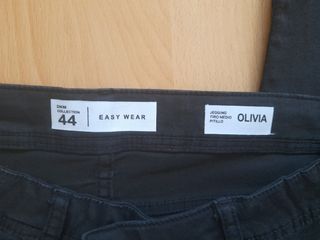 DNM
COLLECTION
44
EASY WEAR
JEGGING
TIRO MEDIO
PITILLO
OLIVIA